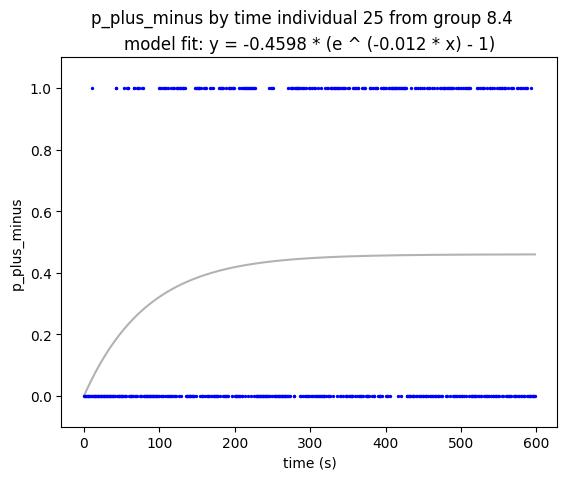 p_plus_minus by time individual 25 from group 8.4
model fit: y = -0.4598 * (e ^ (-0.012 * x) - 1)
1.0
0.8
0.6
0.4
0.2
0.0
p_plus_minus
0 100 200 300 400 500 600
time (s)